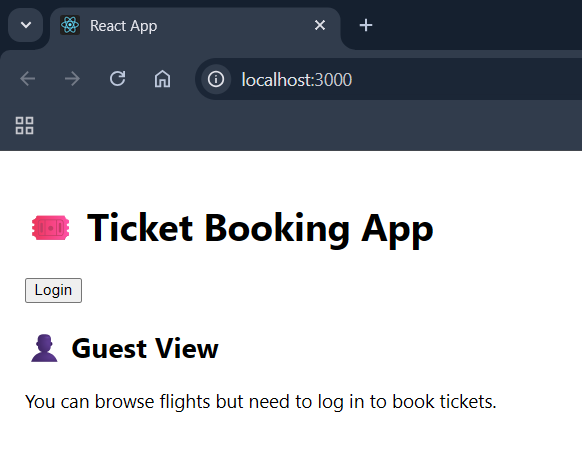 React App
localhost:3000
🎟️ Ticket Booking App
Login
👤 Guest View
You can browse flights but need to log in to book tickets.